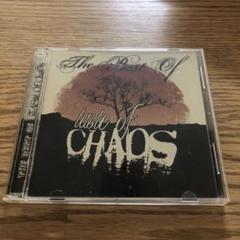 The Best Of
taste of
CHAOS